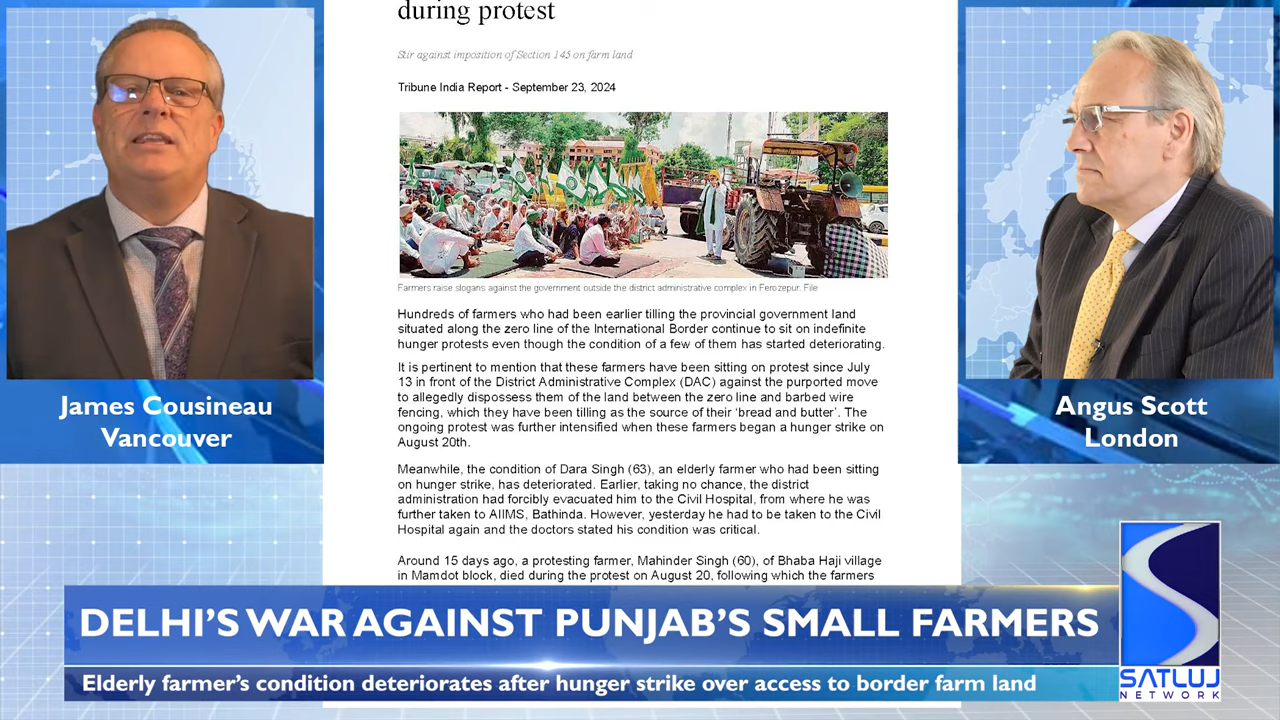 during protest
Stir against imposition of Section 145 on farm land
Tribune India Report - September 23, 2024
Farmers raise slogans against the government outside the district administrative complex in Ferozepur. File
Hundreds of farmers who had been earlier tilling the provincial government land
situated along the zero line of the International Border continue to sit on indefinite
hunger protests even though the condition of a few of them has started deteriorating.
It is pertinent to mention that these farmers have been sitting on protest since July
13 in front of the District Administrative Complex (DAC) against the purported move
to allegedly dispossess them of the land between the zero line and barbed wire
fencing, which they have been tilling as the source of their ‘bread and butter’. The
ongoing protest was further intensified when these farmers began a hunger strike on
August 20th.
Meanwhile, the condition of Dara Singh (63), an elderly farmer who had been sitting
on hunger strike, has deteriorated. Earlier, taking no chance, the district
administration had forcibly evacuated him to the Civil Hospital, from where he was
further taken to AIIMS, Bathinda. However, yesterday he had to be taken to the Civil
Hospital again and the doctors stated his condition was critical.
Around 15 days ago, a protesting farmer, Mahinder Singh (60), of Bhaba Haji village
in Mamdot block, died during the protest on August 20, following which the farmers
James Cousineau
Vancouver
Angus Scott
London
DELHI’S WAR AGAINST PUNJAB’S SMALL FARMERS
Elderly farmer’s condition deteriorates after hunger strike over access to border farm land
SATLUJ
NETWORK